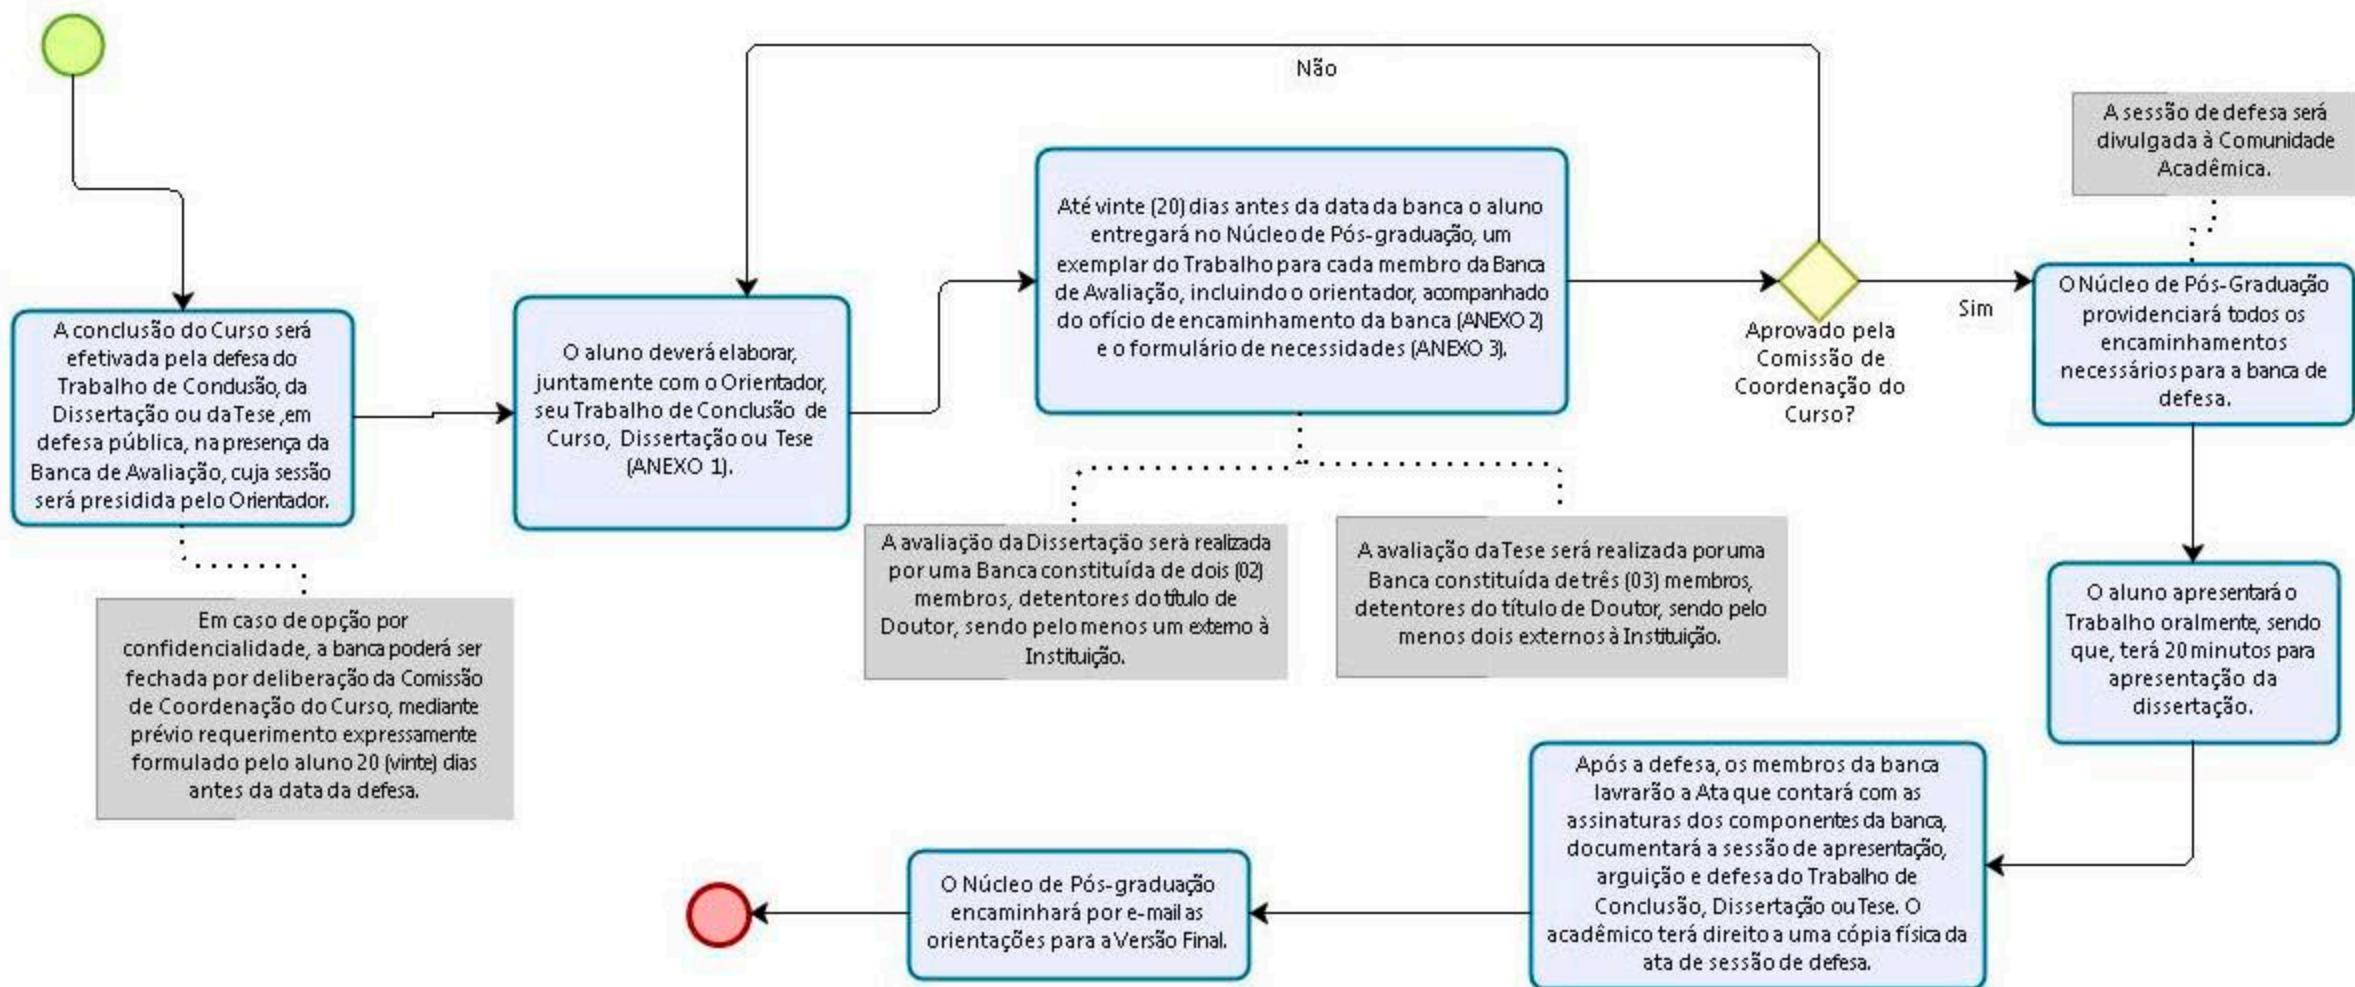 Não
A sessão de defesa será
divulgada à Comunidade
Acadêmica.
A conclusão do Curso será
efetivada pela defesa do
Trabalho de Condusão, da
Dissertação ou da Tese ,em
defesa pública, na presença da
Banca de Avaliação, cuja sessão
será presidida pelo Orientador.
O aluno deverá elaborar,
juntamente com o Orientador,
seu Trabalho de Conclusão de
Curso, Dissertação ou Tese
(ANEXO 1).
Até vinte (20) dias antes da data da banca o aluno
entregará no Núcleo de Pós-graduação, um
exemplar do Trabalho para cada membro da Banca
de Avaliação, incluindo o orientador, acompanhado
do ofício de encaminhamento da banca (ANEXO 2)
e o formulário de necessidades (ANEXO 3).
Aprovado pela
Comissão de
Coordenação do
Curso?
Sim
O Núcleo de Pós-Graduação
providenciará todos os
encaminhamentos
necessários para a banca de
defesa.
Em caso de opção por
confidencialidade, a banca poderá ser
fechada por deliberação da Comissão
de Coordenação do Curso, mediante
prévio requerimento expressamente
formulado pelo aluno 20 (vinte) dias
antes da data da defesa.
A avaliação da Dissertação serà realizada
por uma Banca constituída de dois (02)
membros, detentores do título de
Doutor, sendo pelo menos um externo à
Instituição.
A avaliação da Tese será realizada por uma
Banca constituída de três (03) membros,
detentores do título de Doutor, sendo pelo
menos dois externos à Instituição.
O aluno apresentará o
Trabalho oralmente, sendo
que, terá 20 minutos para
apresentação da
dissertação.
Após a defesa, os membros da banca
lavrarão a Ata que contará com as
assinaturas dos componentes da banca,
documentará a sessão de apresentação,
arguição e defesa do Trabalho de
Conclusão, Dissertação ou Tese. O
acadêmico terá direito a uma cópia física da
ata de sessão de defesa.
O Núcleo de Pós-graduação
encaminhará por e-mail as
orientações para a Versão Final.